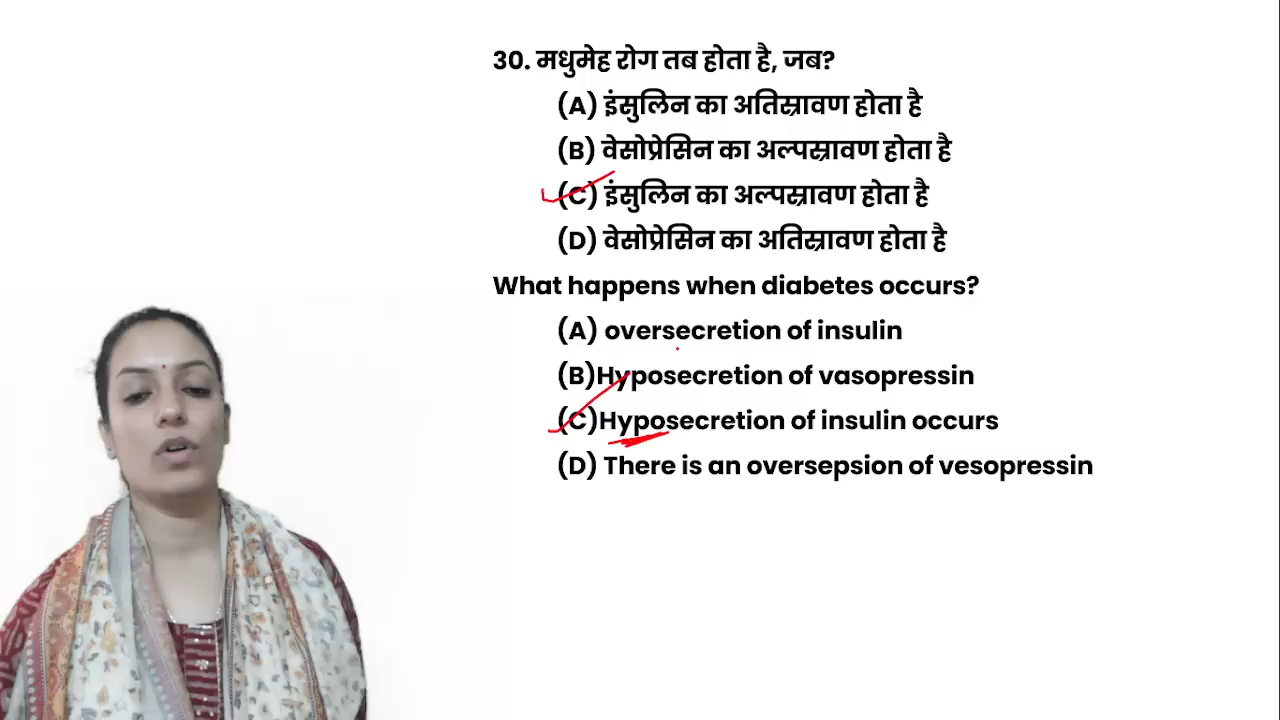 30. मधुमेह रोग तब होता है, जब?
(A) इंसुलिन का अतिस्रावण होता है
(B) वेसोप्रेसिन का अल्पस्रावण होता है
(C) इंसुलिन का अल्पस्रावण होता है
(D) वेसोप्रेसिन का अतिस्रावण होता है
What happens when diabetes occurs?
(A) oversecretion of insulin
(B)Hyposecretion of vasopressin
(C)Hyposecretion of insulin occurs
(D) There is an oversepsion of vesopressin